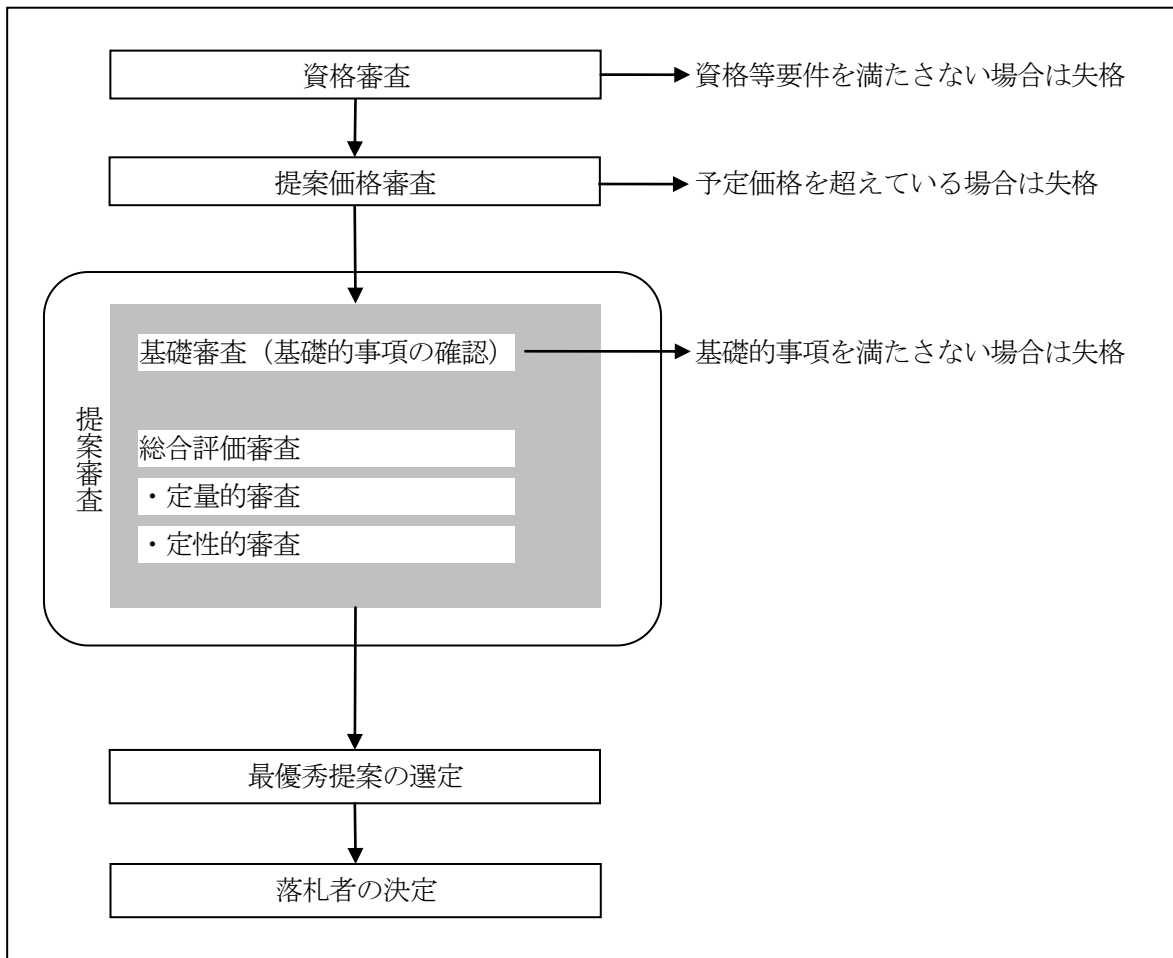 資格審査
資格等要件を満たさない場合は失格
提案価格審査
予定価格を超えている場合は失格
提案審査
基礎審査（基礎的事項の確認）
基礎的事項を満たさない場合は失格
総合評価審査
・定量的審査
・定性的審査
最優秀提案の選定
落札者の決定